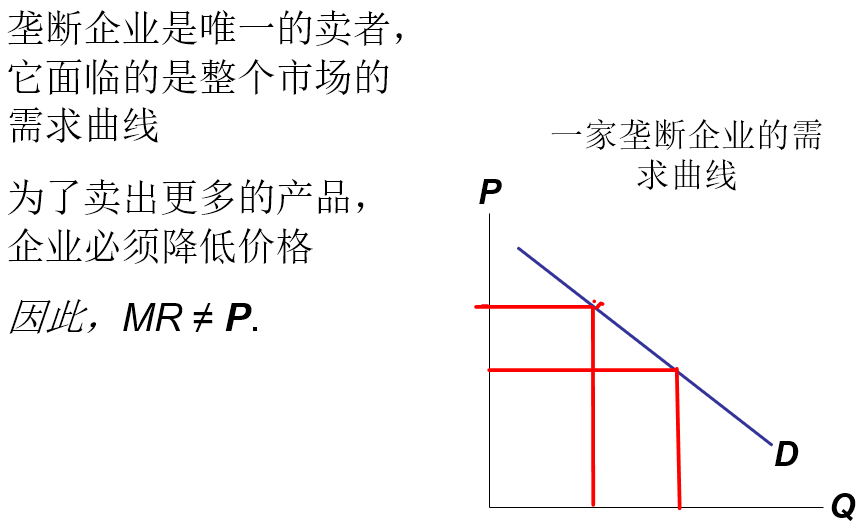 垄断企业是唯一的卖者，
它面临的是整个市场的
需求曲线
为了卖出更多的产品，
企业必须降低价格
因此，MR ≠ P.
一家垄断企业的需
求曲线
P
D
Q